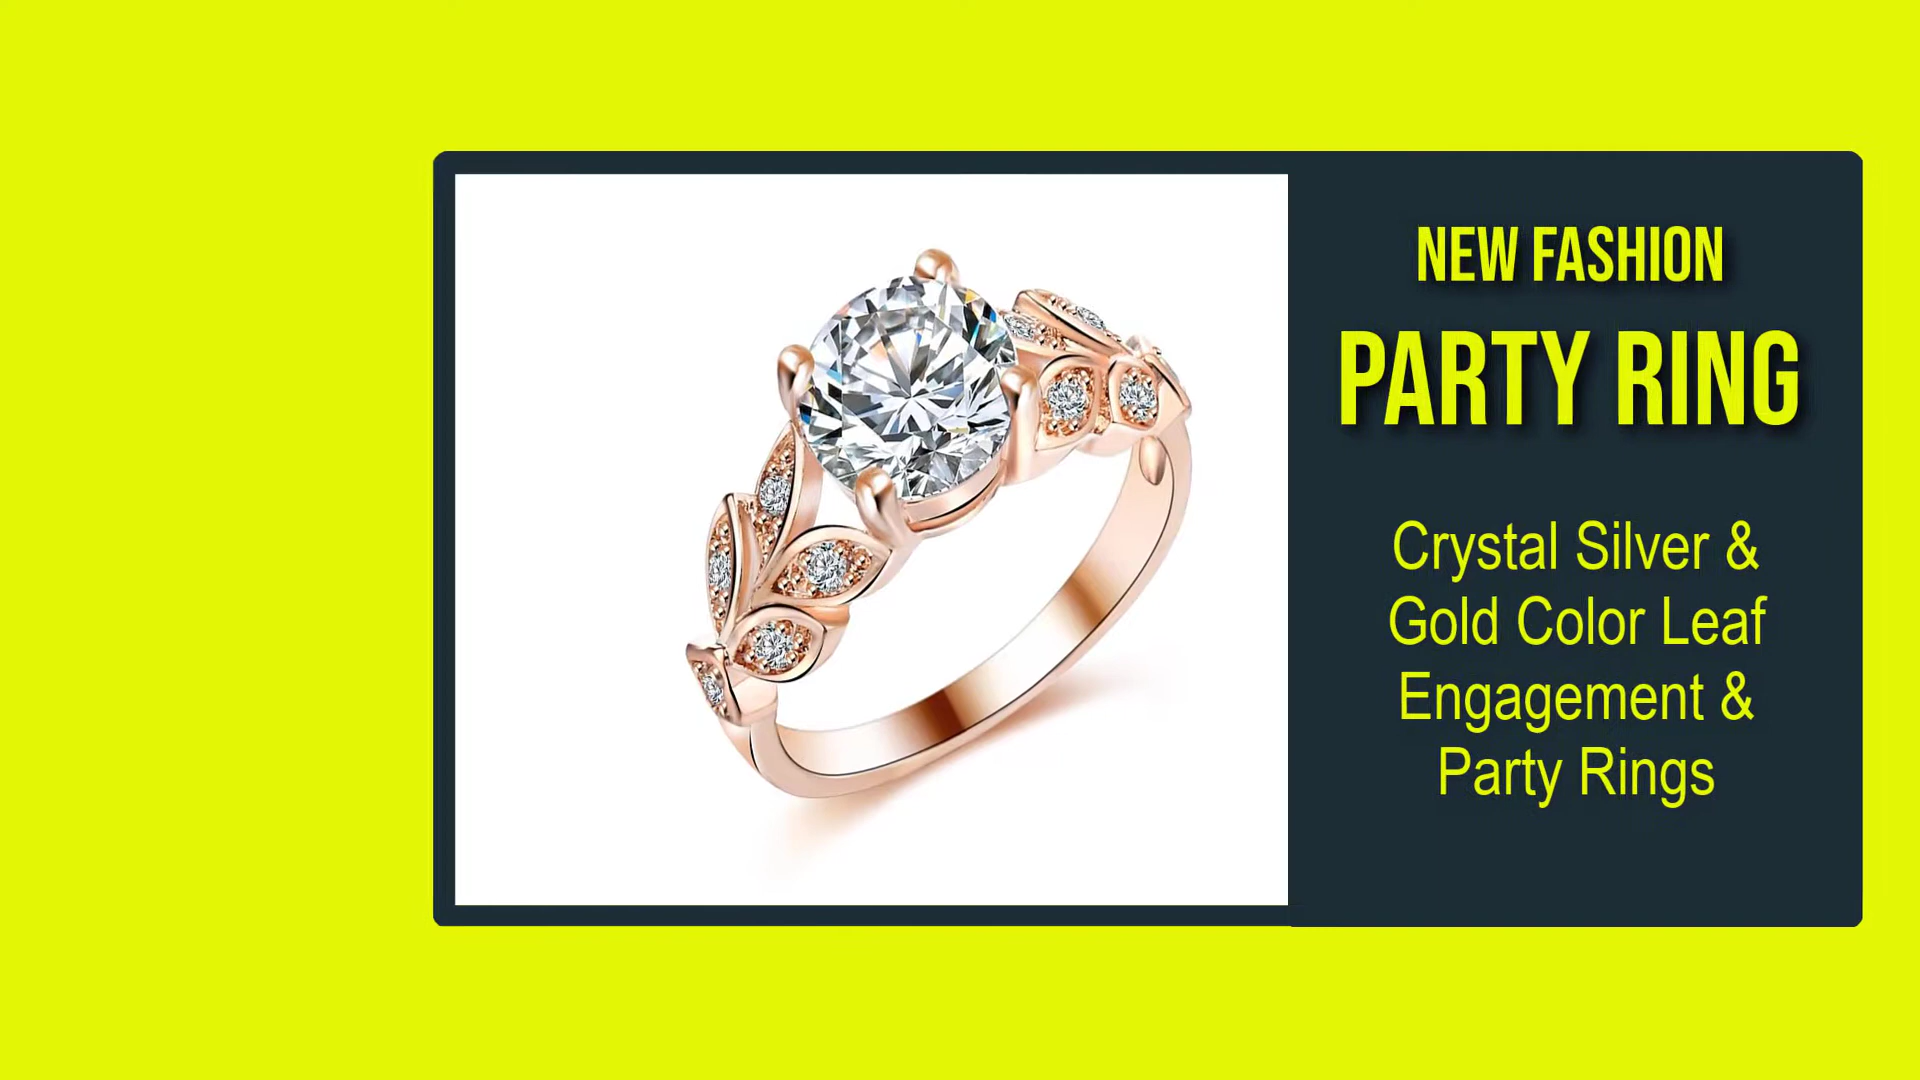 NEW FASHION
PARTY RING
Crystal Silver &
Gold Color Leaf
Engagement &
Party Rings